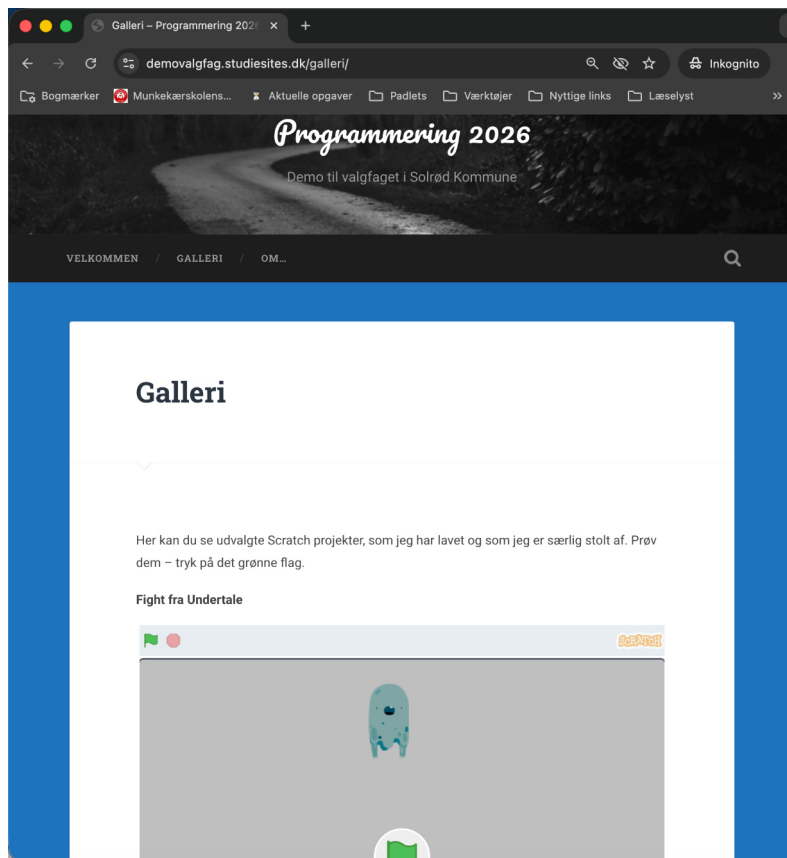 Galleri – Programmering 202
demovalgfag.studiesites.dk/galleri/
Inkognito
Bogmærker Munkekærskolens... Aktuelle opgaver Padlets Værktøjer Nyttige links Læselyst
Programmering 2026
Demo til valgfaget i Solrød Kommune
VELKOMMEN / GALLERI / OM...
Galleri
Her kan du se udvalgte Scratch projekter, som jeg har lavet og som jeg er særlig stolt af. Prøv
dem – tryk på det grønne flag.
Fight fra Undertale
SCRATCH